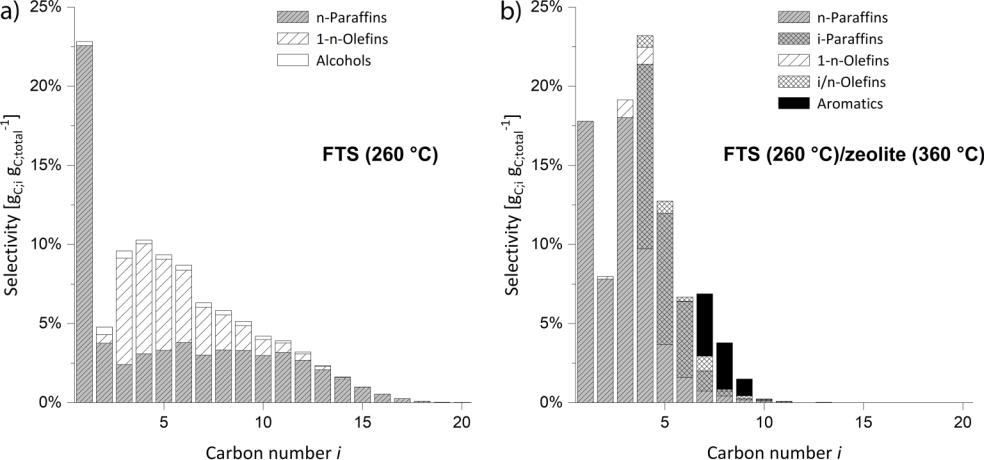 a)
25%
20%
15%
10%
5%
0%
Selectivity [gC;i gC;total-1]
n-Paraffins
1-n-Olefins
Alcohols
FTS (260 °C)
5
10
15
20
Carbon number i
b)
25%
20%
15%
10%
5%
0%
Selectivity [gC;i gC;total-1]
n-Paraffins
i-Paraffins
1-n-Olefins
i/n-Olefins
Aromatics
FTS (260 °C)/zeolite (360 °C)
5
10
15
20
Carbon number i